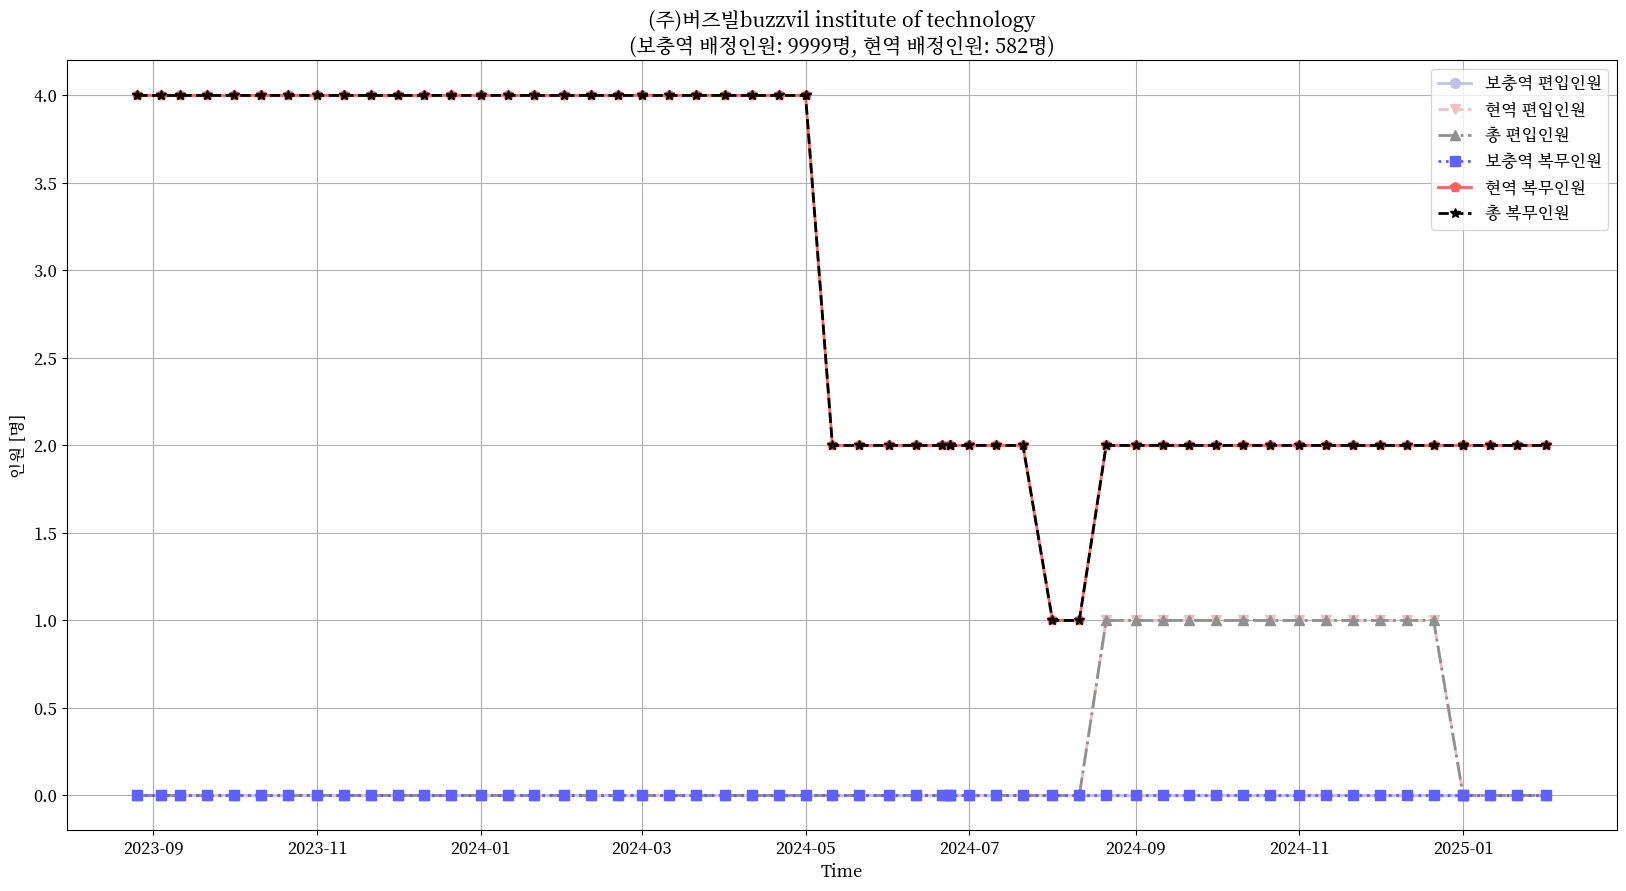 (주)버즈빌buzzvil institute of technology
(보충역 배정인원: 9999명, 현역 배정인원: 582명)
보충역 편입인원
현역 편입인원
총 편입인원
보충역 복무인원
현역 복무인원
총 복무인원
인원 [명]
4.0
3.5
3.0
2.5
2.0
1.5
1.0
0.5
0.0
2023-09 2023-11 2024-01 2024-03 2024-05 2024-07 2024-09 2024-11 2025-01
Time